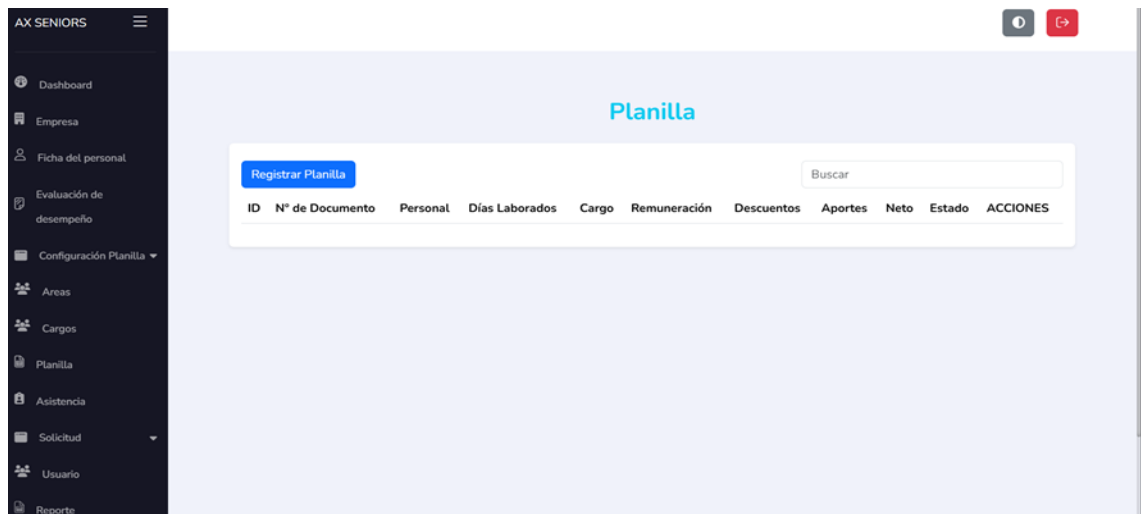 AX SENIORS
Dashboard
Empresa
Ficha del personal
Evaluación de
desempeño
Configuración Planilla
Areas
Cargos
Planilla
Asistencia
Solicitud
Usuario
Reporte
Planilla
Registrar Planilla
Buscar
ID N° de Documento Personal Días Laborados Cargo Remuneración Descuentos Aportes Neto Estado ACCIONES